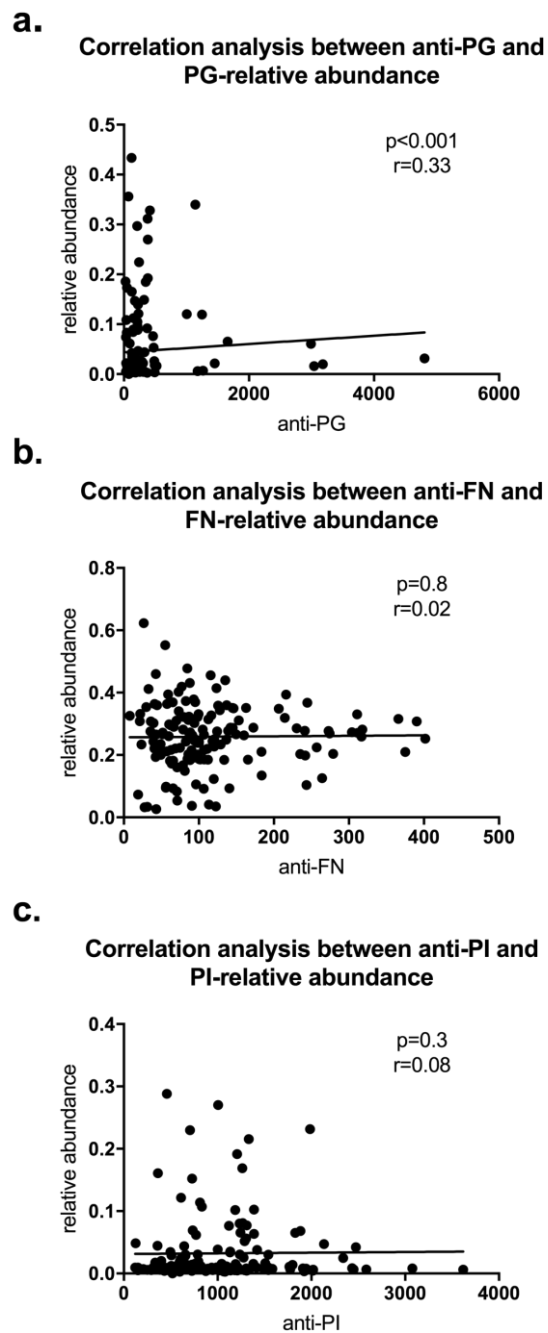 a.
Correlation analysis between anti-PG and
PG-relative abundance
p<0.001
r=0.33
relative abundance
0.5
0.4
0.3
0.2
0.1
0.0
0 2000 4000 6000
anti-PG
b.
Correlation analysis between anti-FN and
FN-relative abundance
p=0.8
r=0.02
relative abundance
0.8
0.6
0.4
0.2
0.0
0 100 200 300 400 500
anti-FN
c.
Correlation analysis between anti-PI and
PI-relative abundance
p=0.3
r=0.08
relative abundance
0.4
0.3
0.2
0.1
0.0
0 1000 2000 3000 4000
anti-PI